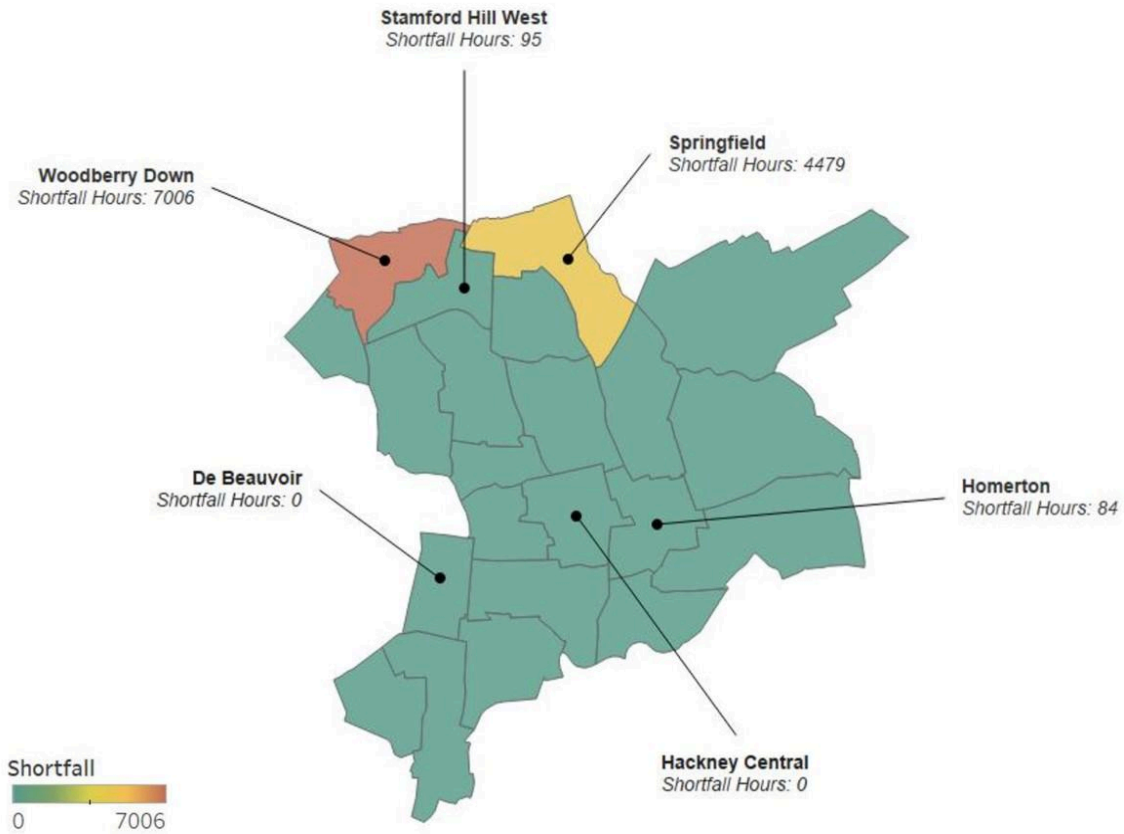 Stamford Hill West
Shortfall Hours: 95
Springfield
Shortfall Hours: 4479
Woodberry Down
Shortfall Hours: 7006
De Beauvoir
Shortfall Hours: 0
Homerton
Shortfall Hours: 84
Hackney Central
Shortfall Hours: 0
Shortfall
0 7006